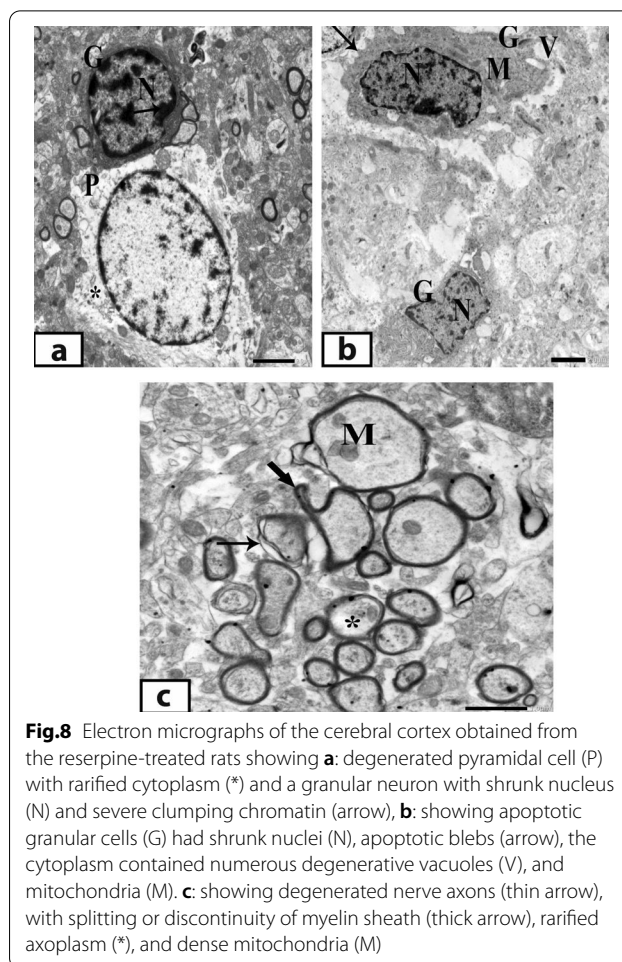 G
N
P
*
a
G
V
M
N
G
N
b
M
*
c
Fig.8 Electron micrographs of the cerebral cortex obtained from
the reserpine-treated rats showing a: degenerated pyramidal cell (P)
with rarified cytoplasm (*) and a granular neuron with shrunk nucleus
(N) and severe clumping chromatin (arrow), b: showing apoptotic
granular cells (G) had shrunk nuclei (N), apoptotic blebs (arrow), the
cytoplasm contained numerous degenerative vacuoles (V), and
mitochondria (M). c: showing degenerated nerve axons (thin arrow),
with splitting or discontinuity of myelin sheath (thick arrow), rarified
axoplasm (*), and dense mitochondria (M)